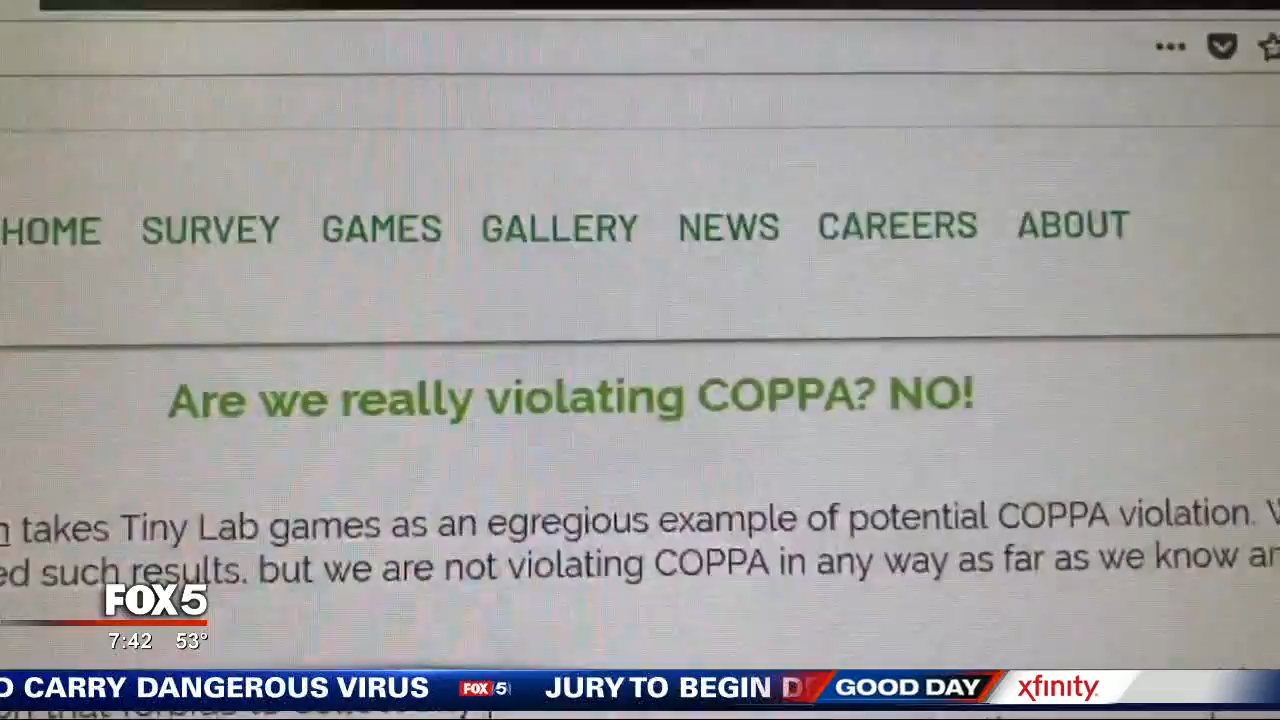 HOME SURVEY GAMES GALLERY NEWS CAREERS ABOUT
Are we really violating COPPA? NO!
takes Tiny Lab games as an egregious example of potential COPPA violation.
such results. but we are not violating COPPA in any way as far as we know
FOX 5
7:42 53°
CARRY DANGEROUS VIRUS FOX 5 JURY TO BEGIN GOOD DAY xfinity